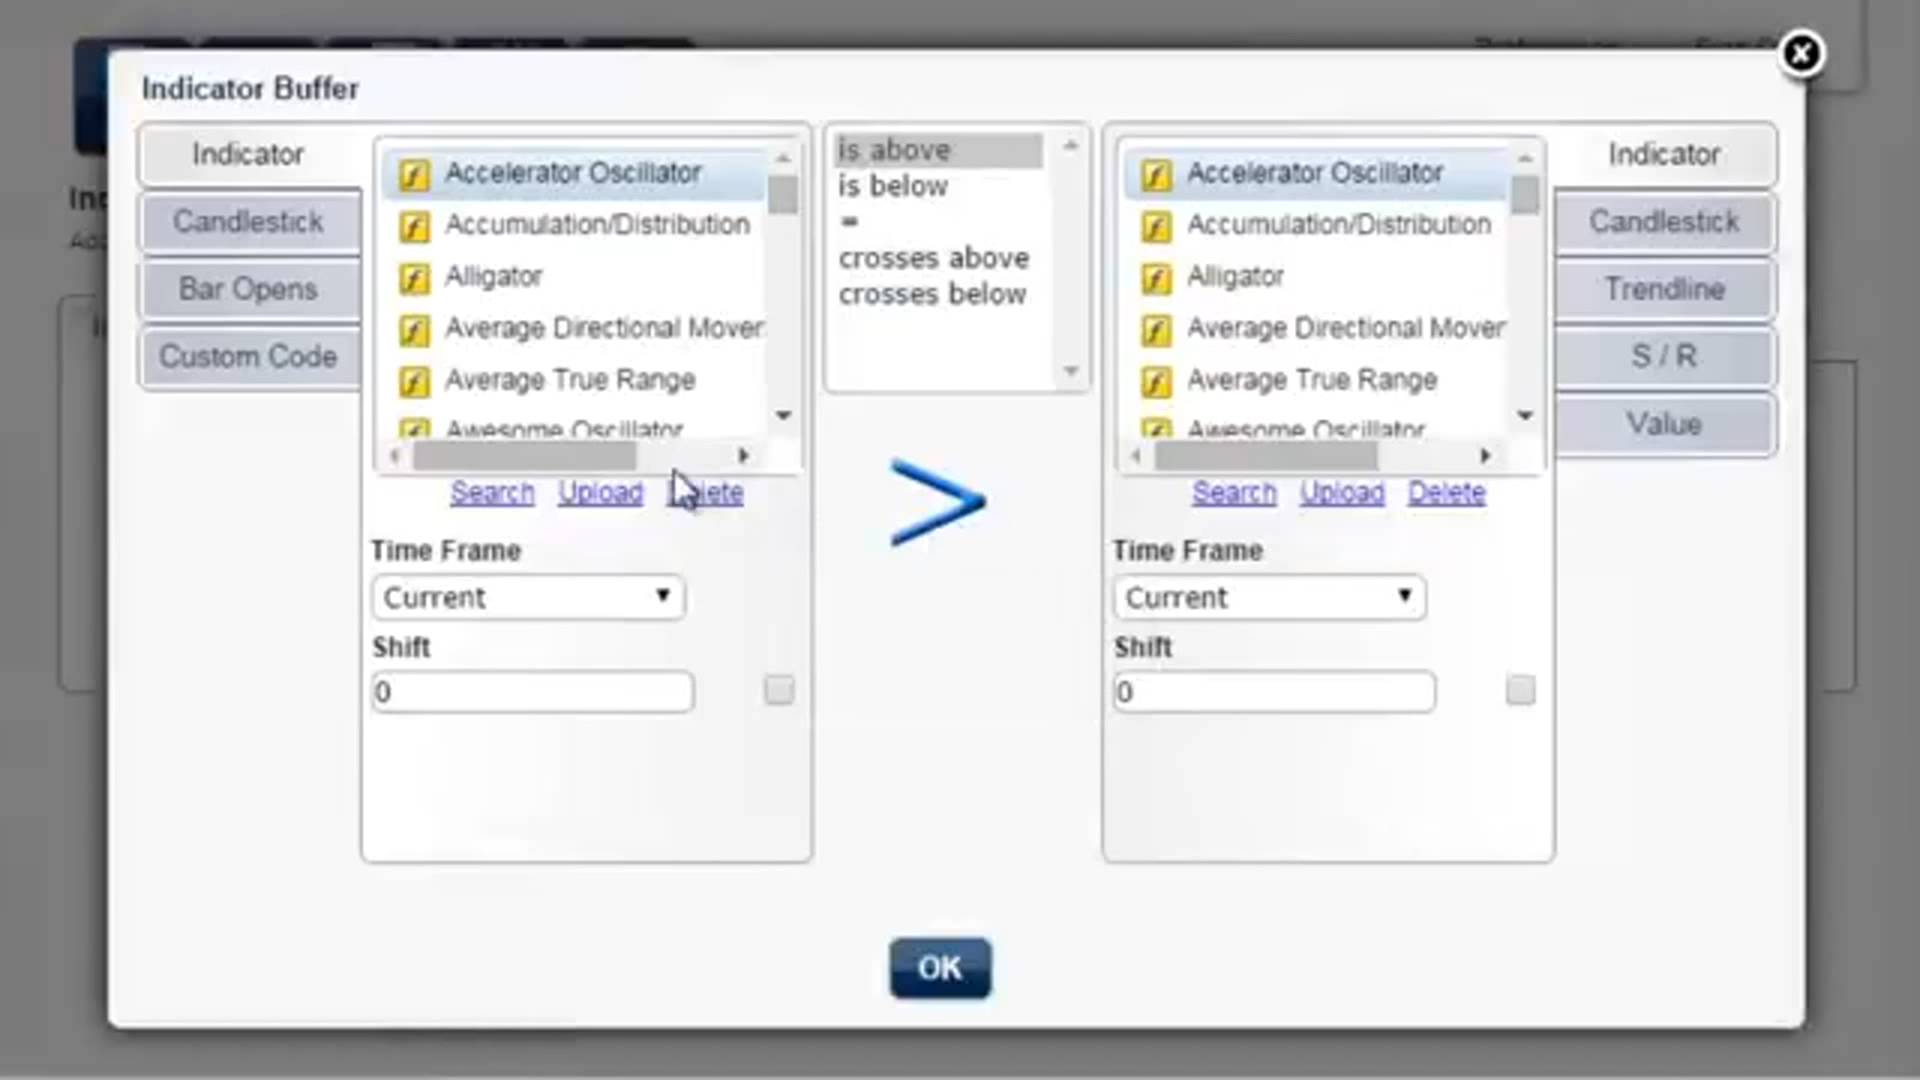 Indicator Buffer
Indicator
Candlestick
Bar Opens
Custom Code
Accelerator Oscillator
Accumulation/Distribution
Alligator
Average Directional Mover
Average True Range
Awesome Oscillator
Search Upload Delete
Time Frame
Current
Shift
0
is above
is below
=
crosses above
crosses below
>
Accelerator Oscillator
Accumulation/Distribution
Alligator
Average Directional Mover
Average True Range
Awesome Oscillator
Search Upload Delete
Time Frame
Current
Shift
0
Indicator
Candlestick
Trendline
S / R
Value
OK